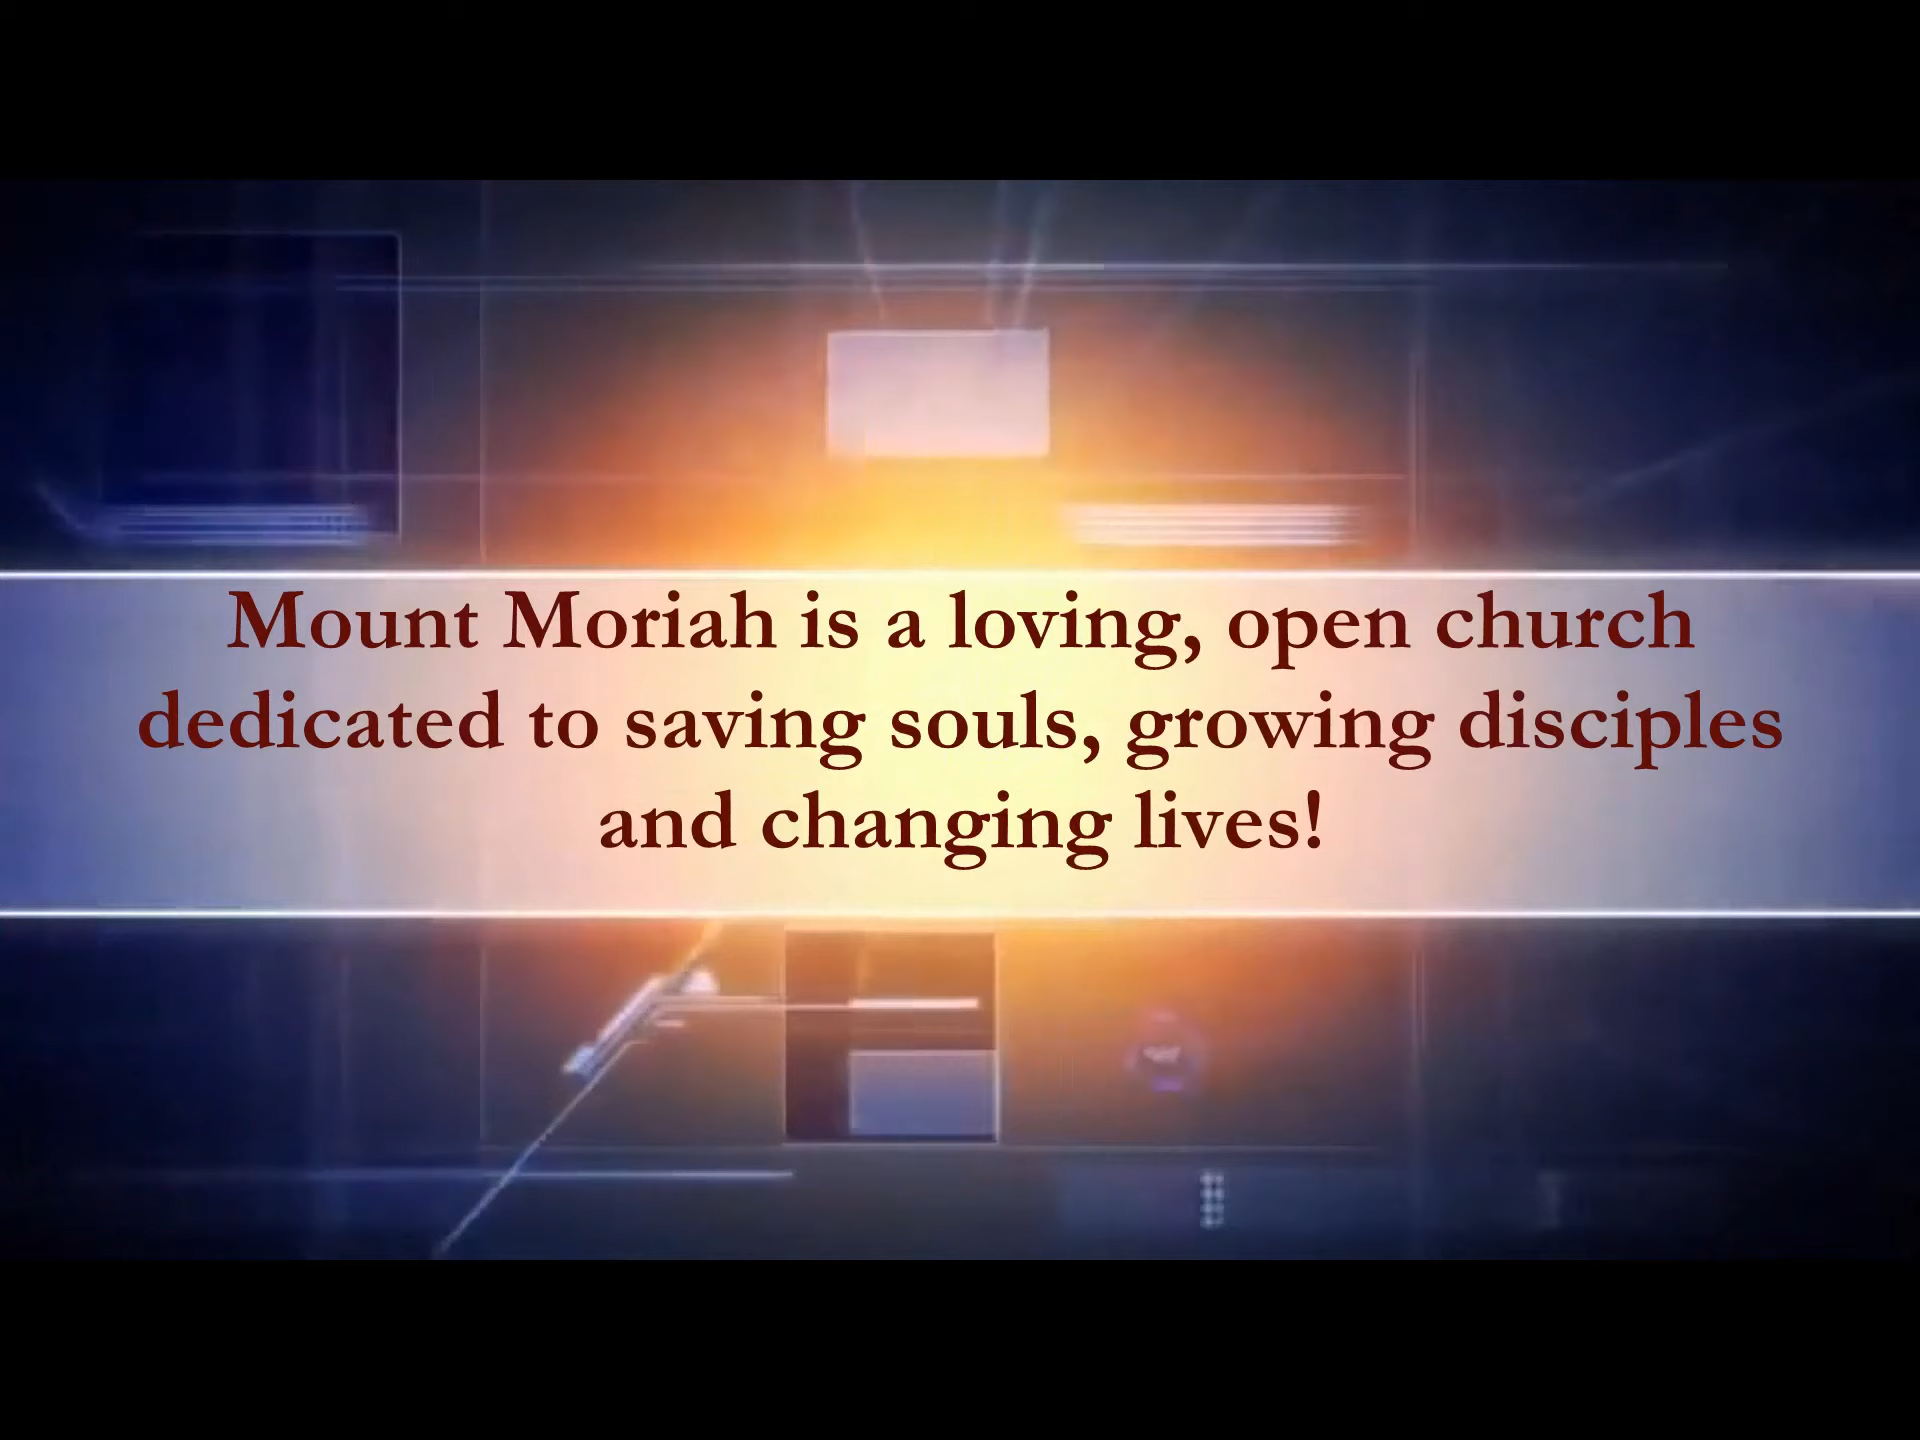 Mount Moriah is a loving, open church
dedicated to saving souls, growing disciples
and changing lives!